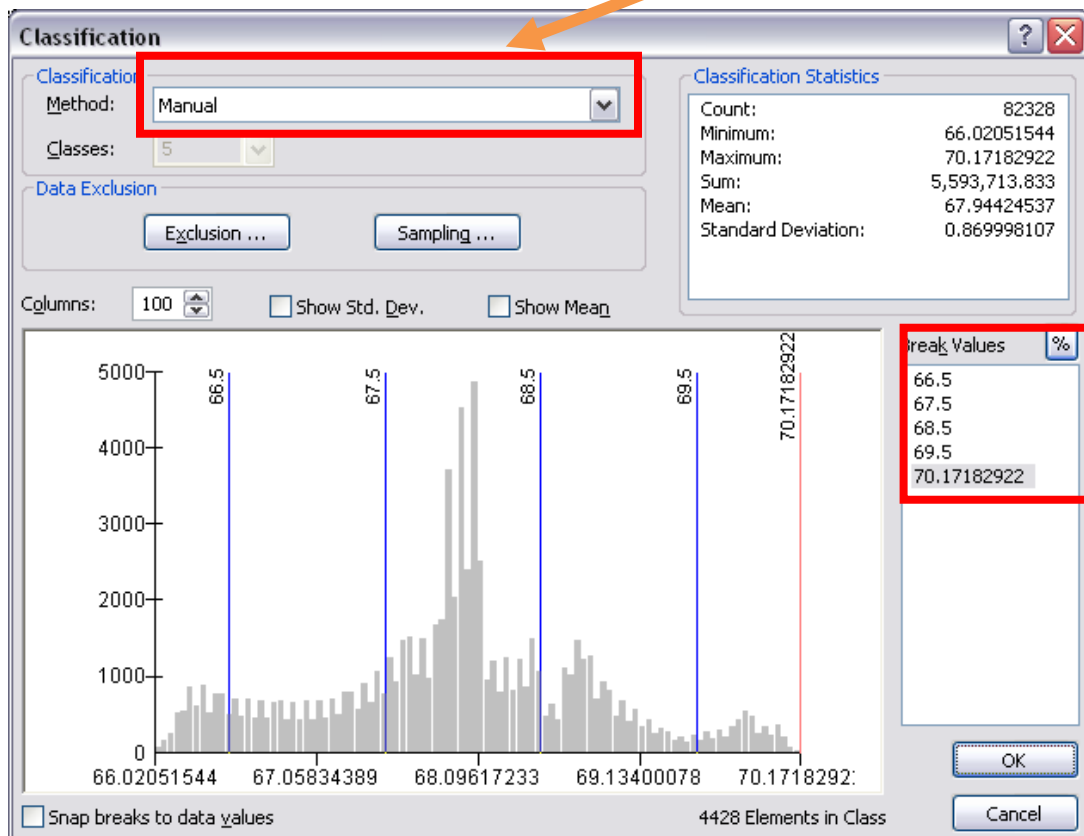 Classification
? X
Classification
Method: Manual
Classes: 5
Data Exclusion
Exclusion ...
Sampling ...
Classification Statistics
Count: 82328
Minimum: 66.02051544
Maximum: 70.17182922
Sum: 5,593,713.833
Mean: 67.94424537
Standard Deviation: 0.869998107
Columns: 100
Show Std. Dev.
Show Mean
Break Values %
66.5
67.5
68.5
69.5
70.17182922
5000
4000
3000
2000
1000
0
66.5
67.5
68.5
69.5
70.17182922
66.02051544 67.05834389 68.09617233 69.13400078 70.1718292
OK
Cancel
Snap breaks to data values
4428 Elements in Class